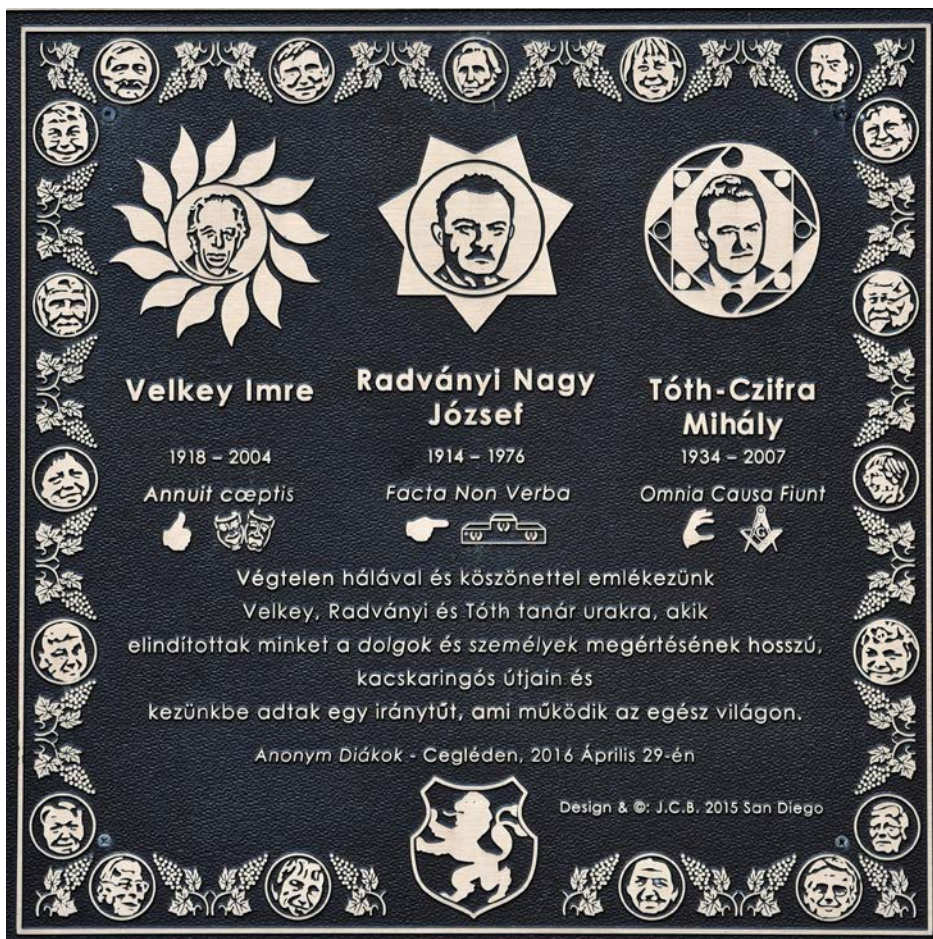 Velkey Imre
Radványi Nagy
József
Tóth-Czifra
Mihály
1918 – 2004
1914 – 1976
1934 – 2007
Annuit cœptis
Facta Non Verba
Omnia Causa Fiunt
G
Végtelen hálával és köszönettel emlékezünk
Velkey, Radványi és Tóth tanár urakra, akik
elindítottak minket a dolgok és személyek megértésének hosszú,
kacskaringós útjain és
kezünkbe adtak egy iránytűt, ami működik az egész világon.
Anonym Diákok - Cegléden, 2016 Április 29-én
Design & ©: J.C.B. 2015 San Diego